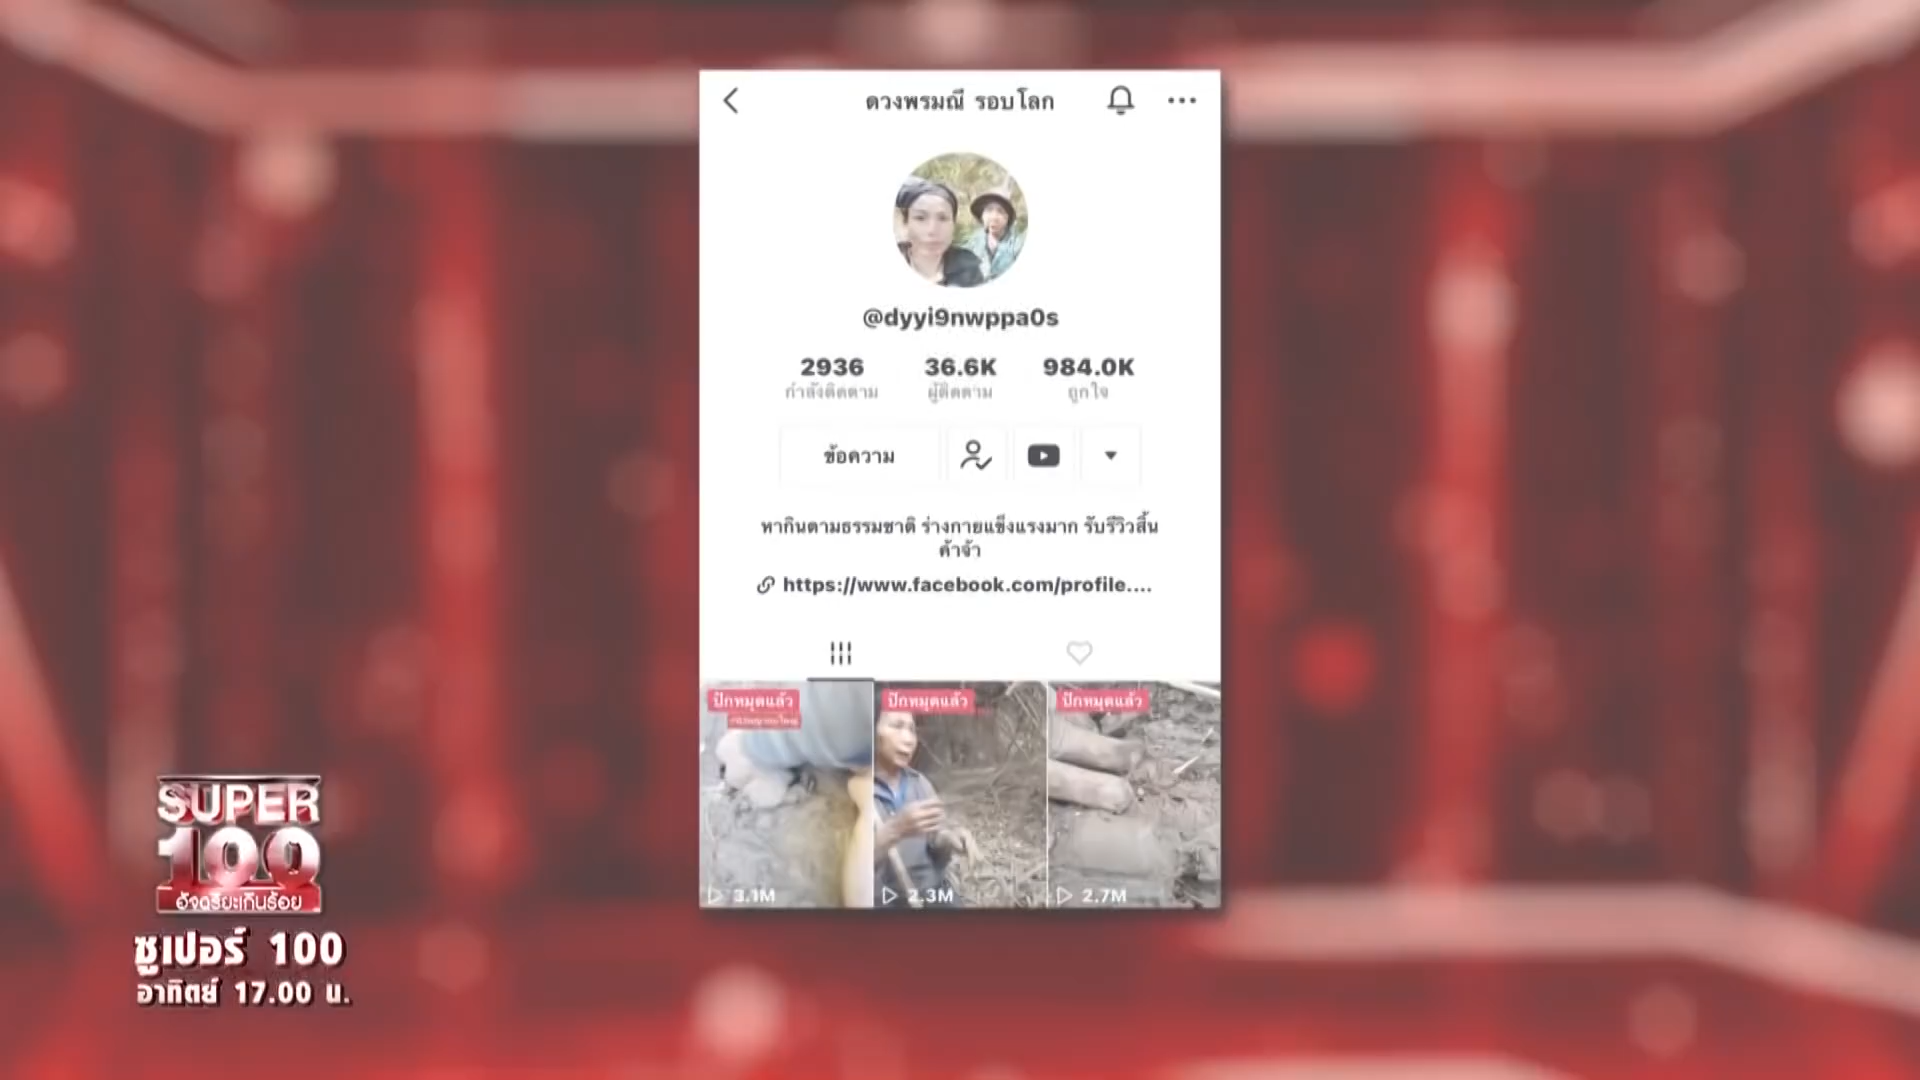 ดวงพรมณี รอบโลก
@dyyi9nwppa0s
2936 36.6K 984.0K
กำลังติดตาม ผู้ติดตาม ถูกใจ
ข้อความ
หากินตามธรรมชาติ ร่างกายแข็งแรงมาก รับรีวิวสิ้น
ค้าจ้า
https://www.facebook.com/profile....
ปักหมุดแล้ว ปักหมุดแล้ว ปักหมุดแล้ว
3.1M 2.3M 2.7M
SUPER
100
อัจฉริยะเกินร้อย
ซูเปอร์ 100
อาทิตย์ 17.00 น.